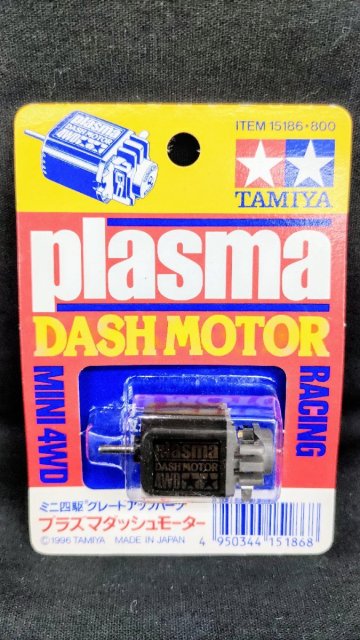 ITEM 15186・800
TAMIYA
plasma
DASH MOTOR
MINI 4WD
RACING
plasma
DASH MOTOR
4WD
ミニ四駆グレードアップパーツ
プラズマダッシュモーター
©1996 TAMIYA MADE IN JAPAN
4 950344 151868